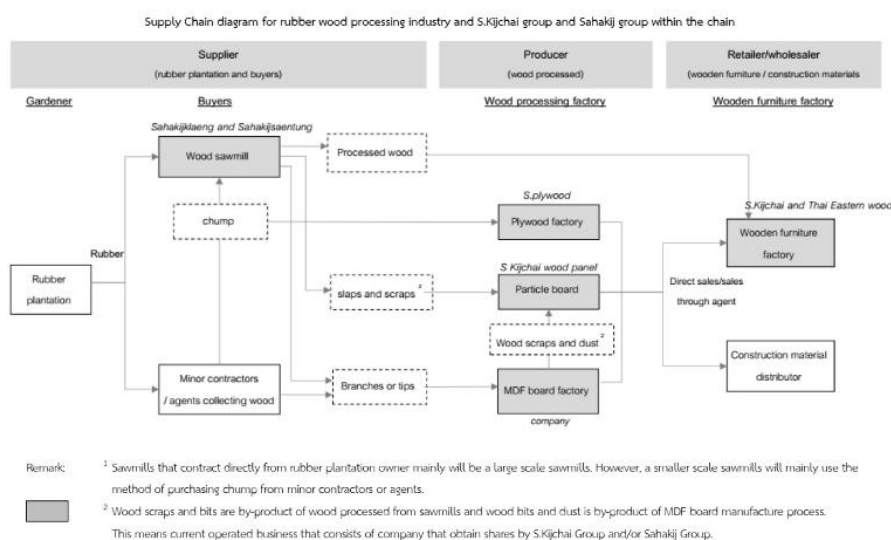 Supply Chain diagram for rubber wood processing industry and S.Kijchai group and Sahakij group within the chain
Supplier
(rubber plantation and buyers)
Producer
(wood processed)
Retailer/wholesaler
(wooden furniture / construction materials
Gardener
Buyers
Wood processing factory
Wooden furniture factory
Sahakijklaeng and Sahakijsaentung
Wood sawmill
Processed wood
S.plywood
chump
Plywood factory
S.Kijchai and Thai Eastern wood
Wooden furniture
factory
Rubber
Rubber
plantation
S Kijchai wood panel
slaps and scraps 2
Particle board
Direct sales/sales
through agent
Wood scraps and dust 2
Minor contractors
/ agents collecting wood
Branches or tips
MDF board factory
Construction material
distributor
company
Remark:
1 Sawmills that contract directly from rubber plantation owner mainly will be a large scale sawmills. However, a smaller scale sawmills will mainly use the
method of purchasing chump from minor contractors or agents.
2 Wood scraps and bits are by-product of wood processed from sawmills and wood bits and dust is by-product of MDF board manufacture process.
This means current operated business that consists of company that obtain shares by S.Kijchai Group and/or Sahakij Group.